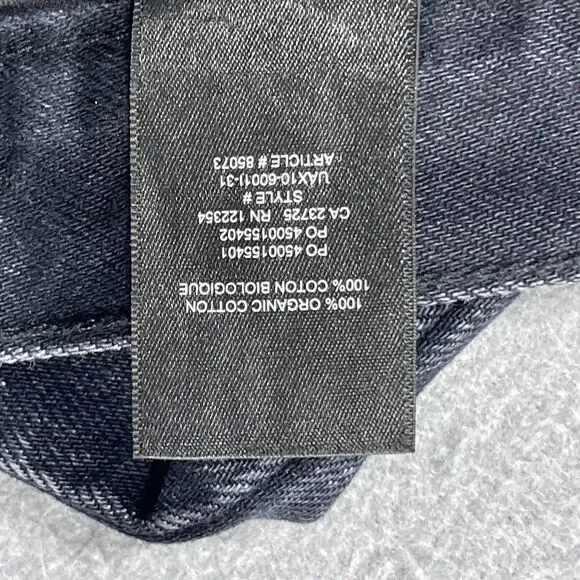 100% ORGANIC COTTON
100% COTON BIOLOGIQUE
PO 4500155401
PO 4500155402
CA 23725 RN 122354
STYLE #
UAX10-6001I-31
ARTICLE # 85073